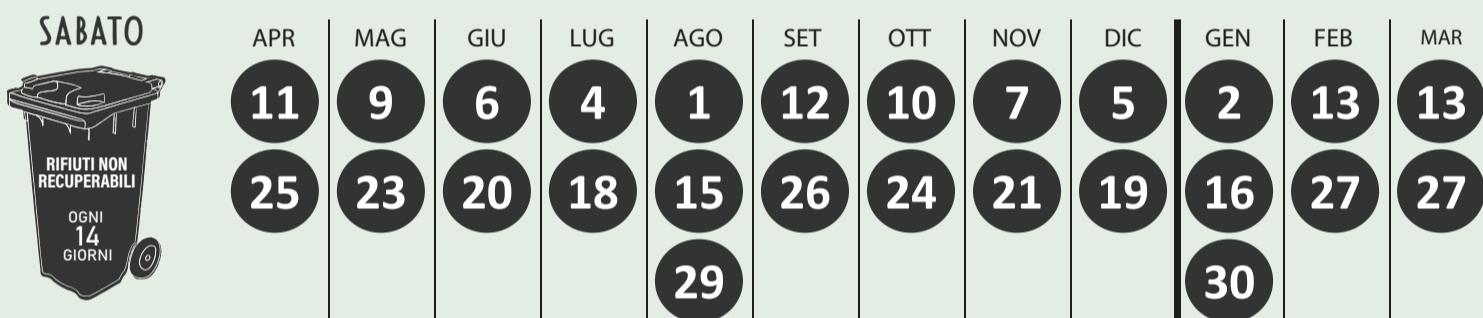 SABATO
RIFIUTI NON
RECUPERABILI
OGNI
14
GIORNI
APR MAG GIU LUG AGO SET OTT NOV DIC GEN FEB MAR
11 9 6 4 1 12 10 7 5 2 13 13
25 23 20 18 15 26 24 21 19 16 27 27
29 30